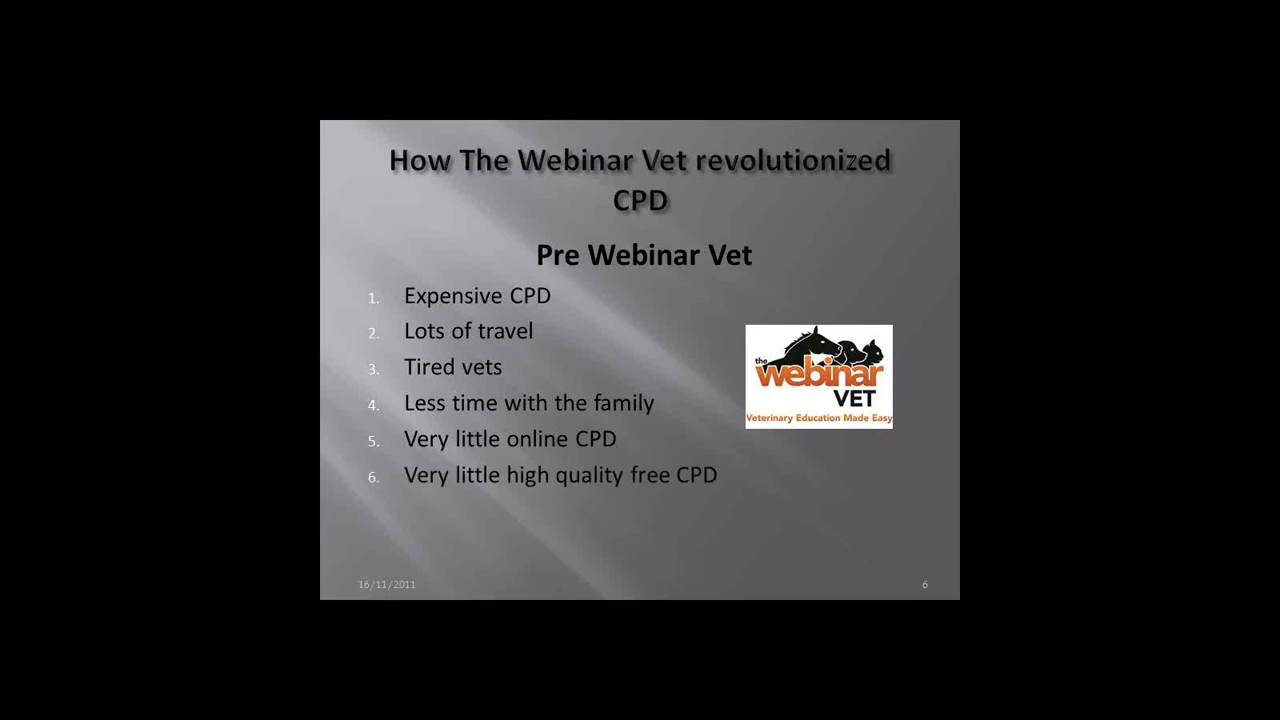 How The Webinar Vet revolutionized
CPD
Pre Webinar Vet
1. Expensive CPD
2. Lots of travel
3. Tired vets
4. Less time with the family
5. Very little online CPD
6. Very little high quality free CPD
the
webinar
VET
Veterinary Education Made Easy
16/11/2011
6